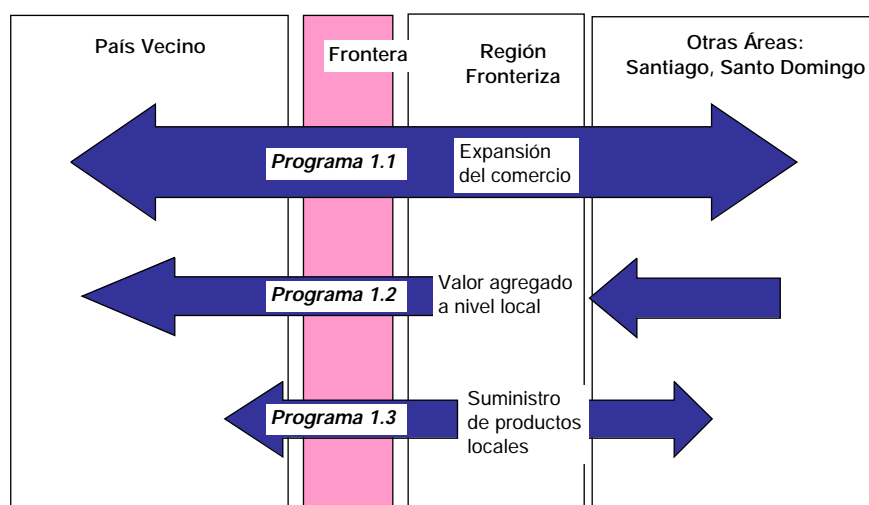 País Vecino
Frontera
Región
Fronteriza
Otras Áreas:
Santiago, Santo Domingo
Programa 1.1
Expansión
del comercio
Programa 1.2
Valor agregado
a nivel local
Programa 1.3
Suministro
de productos
locales